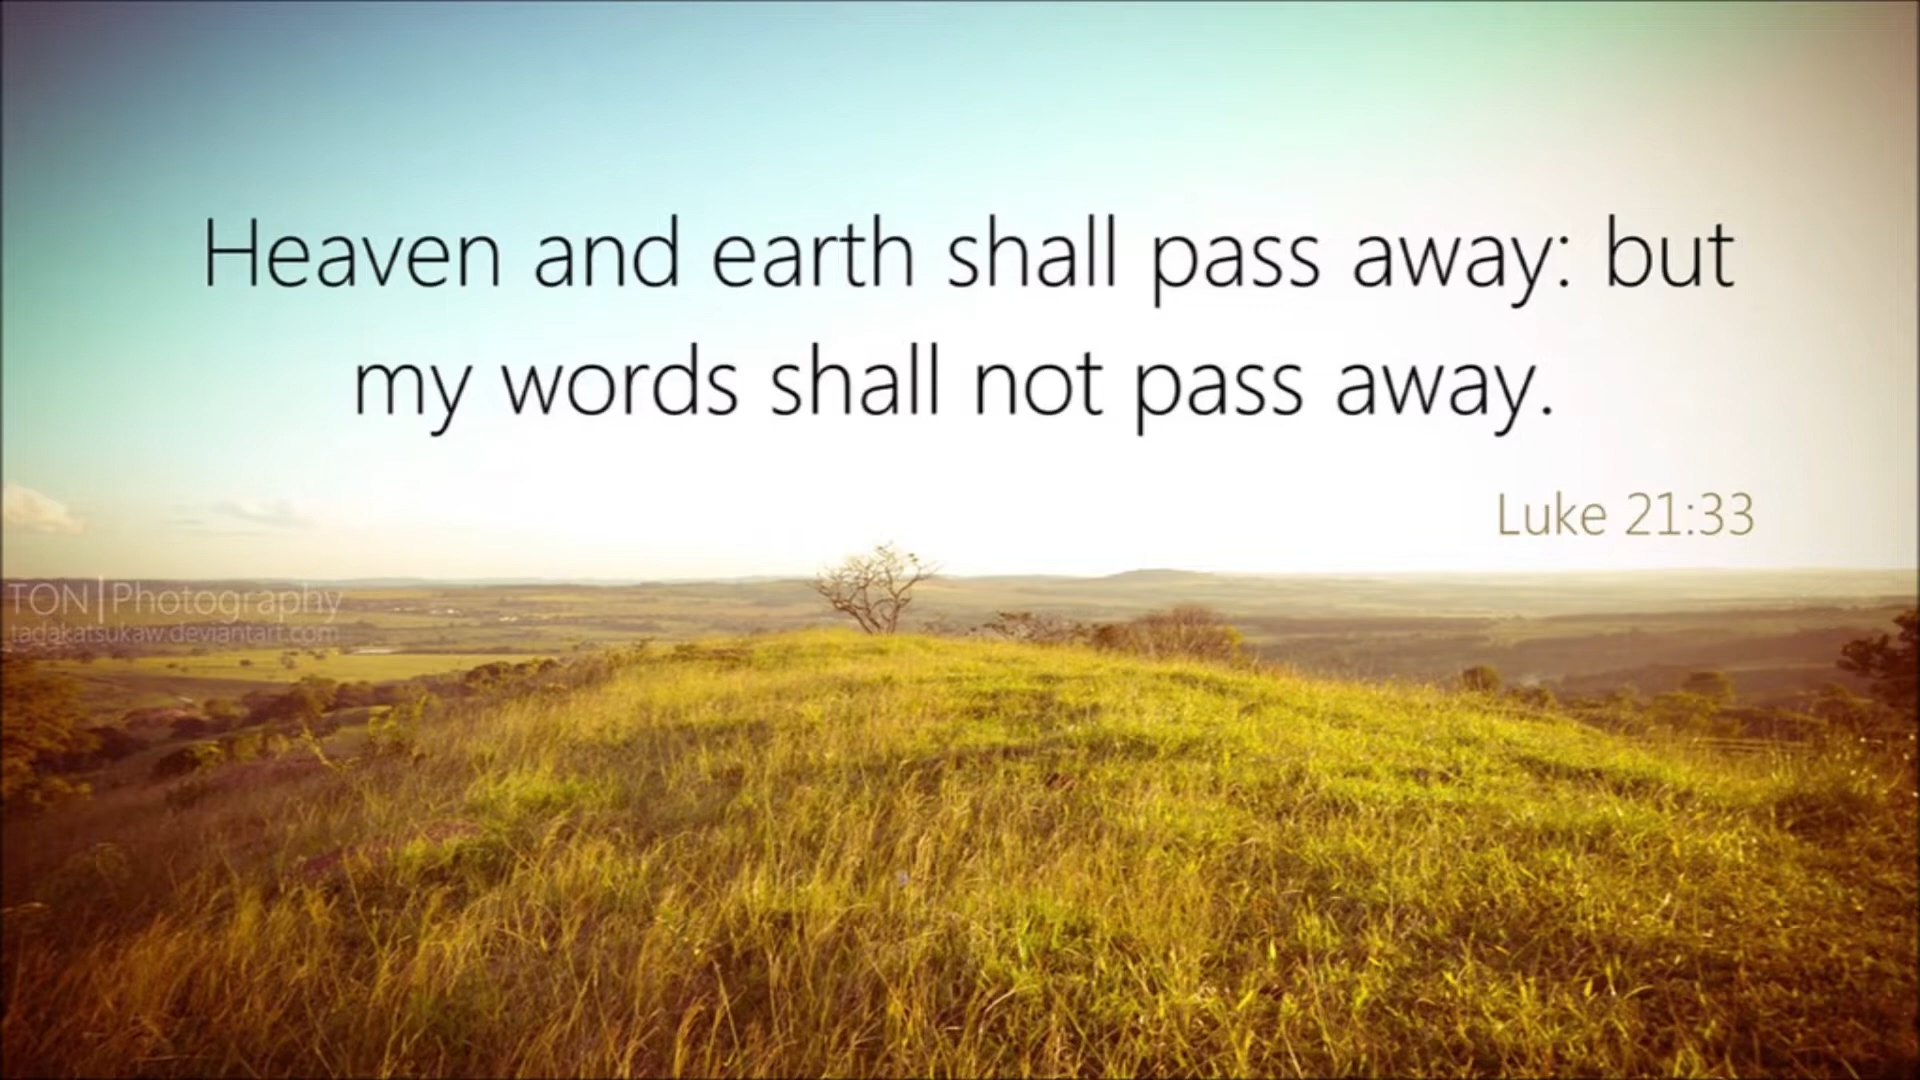 Heaven and earth shall pass away: but
my words shall not pass away.
Luke 21:33
TON|Photography
tadakatsukaw.deviantart.com